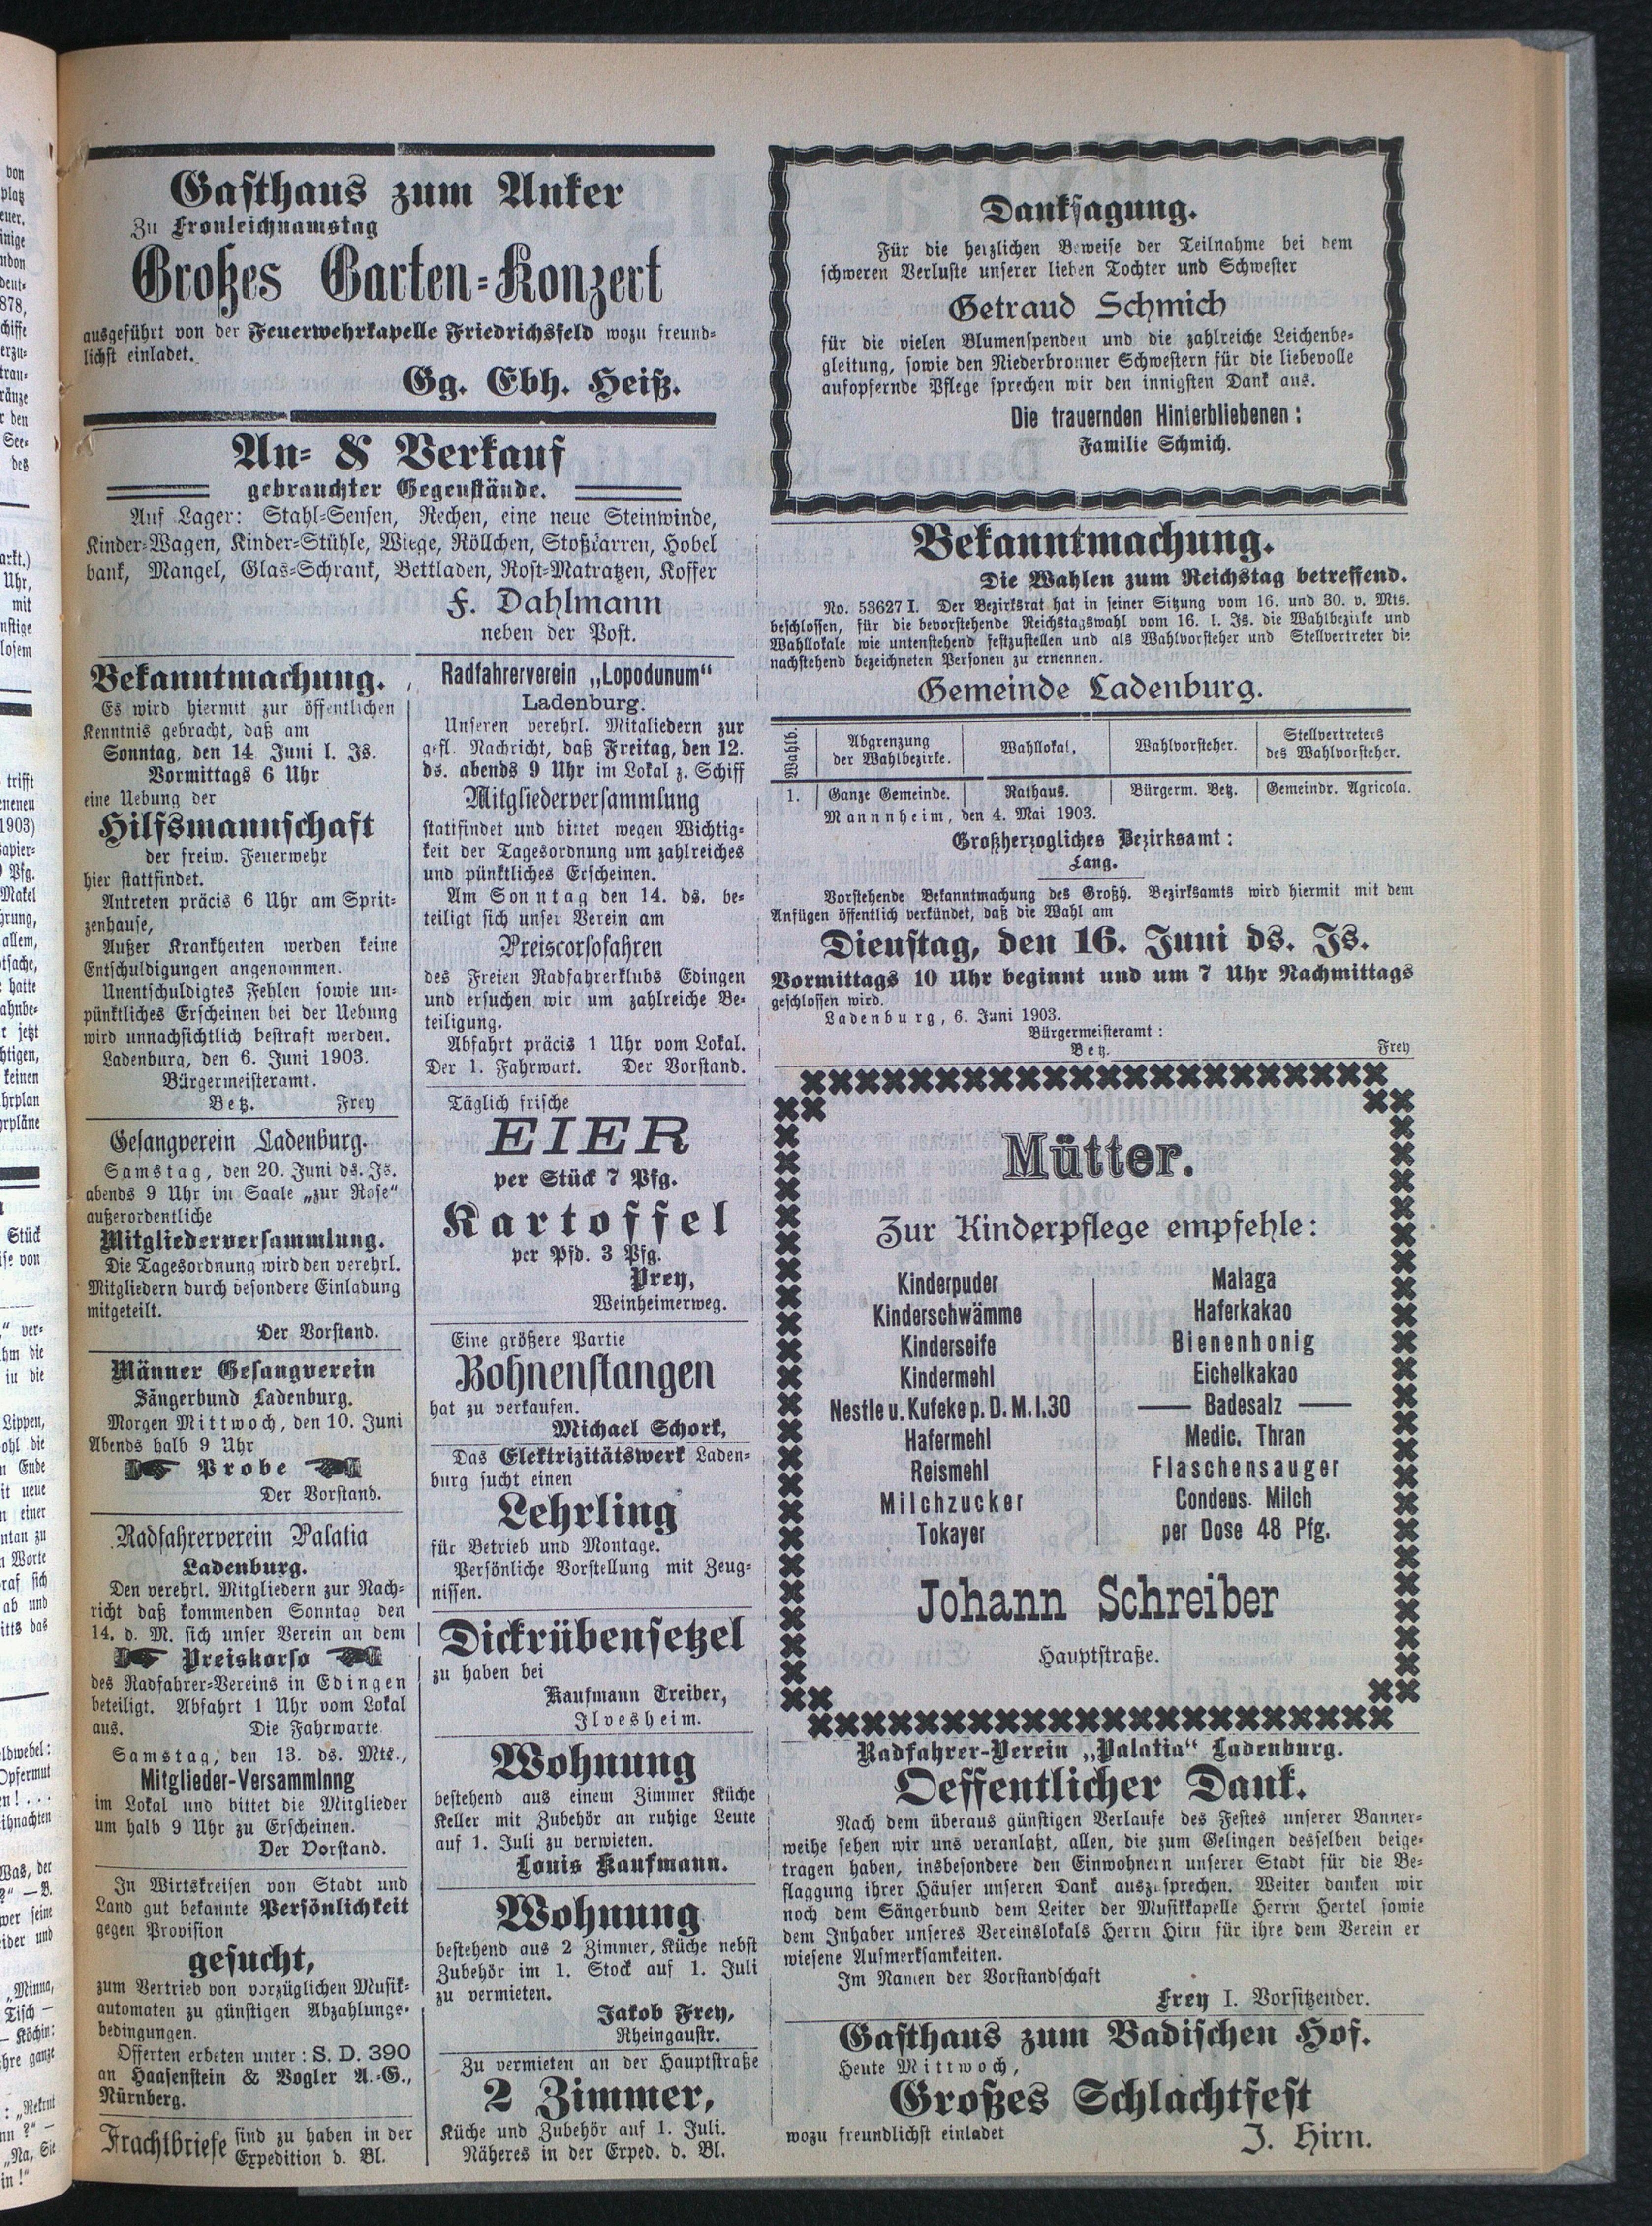 Gasthaus zum Anker
Zu Fronleichnamstag
Großes Garten-Konzert
ausgeführt von der Feuerwehrkapelle Friedrichsfeld wozu freund-
lichst einladet.
Gg. Ebh. Heiß.
An- & Verkauf
gebrauchter Gegenstände.
Auf Lager: Stahl-Sensen, Rechen, eine neue Steinwinde,
Kinder-Wagen, Kinder-Stühle, Wiege, Röllchen, Stoßkarren, Hobel
bank, Mangel, Glas-Schrank, Bettladen, Rost-Matratzen, Koffer
F. Dahlmann
neben der Post.
Bekanntmachung.
Es wird hiermit zur öffentlichen
Kenntnis gebracht, daß am
Sonntag, den 14 Juni l. Js.
Vormittags 6 Uhr
eine Uebung der
Hilfsmannschaft
der freiw. Feuerwehr
hier stattfindet.
Antreten präcis 6 Uhr am Sprit-
zenhause,
Außer Krankheiten werden keine
Entschuldigungen angenommen.
Unentschuldigtes Fehlen sowie un-
pünktliches Erscheinen bei der Uebung
wird unnachsichtlich bestraft werden.
Ladenburg, den 6. Juni 1903.
Bürgermeisteramt.
Betz. Frey
Gesangverein Ladenburg.
Samstag, den 20. Juni ds. Js.
abends 9 Uhr im Saale „zur Rose“
außerordentliche
Mitgliederversammlung.
Die Tagesordnung wird den verehrl.
Mitgliedern durch besondere Einladung
mitgeteilt.
Der Vorstand.
Männer Gesangverein
Sängerbund Ladenburg.
Morgen Mittwoch, den 10. Juni
Abends halb 9 Uhr
Probe
Der Vorstand.
Radfahrerverein Palatia
Ladenburg.
Den verehrl. Mitgliedern zur Nach-
richt daß kommenden Sonntag den
14. d. M. sich unser Verein an dem
Preiskorso
des Radfahrer-Vereins in Edingen
beteiligt. Abfahrt 1 Uhr vom Lokal
aus. Die Fahrwarte
Samstag, den 13. ds. Mts.,
Mitglieder-Versammlnng
im Lokal und bittet die Mitglieder
um halb 9 Uhr zu Erscheinen.
Der Vorstand.
In Wirtskreisen von Stadt und
Land gut bekannte Persönlichkeit
gegen Provision
gesucht,
zum Vertrieb von vorzüglichen Musik-
automaten zu günstigen Abzahlungs-
bedingungen.
Offerten erbeten unter: S. D. 390
an Haasenstein & Vogler A.-G.,
Nürnberg.
Frachtbriefe sind zu haben in der
Expedition d. Bl.
Radfahrerverein „Lopodunum“
Ladenburg.
Unseren verehrl. Mitgliedern zur
gefl. Nachricht, daß Freitag, den 12.
ds. abends 9 Uhr im Lokal z. Schiff
Mitgliederversammlung
stattfindet und bittet wegen Wichtig-
keit der Tagesordnung um zahlreiches
und pünktliches Erscheinen.
Am Sonntag den 14. ds. be-
teiligt sich unser Verein am
Preiscorsofahren
des Freien Radfahrerklubs Edingen
und ersuchen wir um zahlreiche Be-
teiligung.
Abfahrt präcis 1 Uhr vom Lokal.
Der 1. Fahrwart. Der Vorstand.
Täglich frische
EIER
per Stück 7 Pfg.
Kartoffel
per Pfd. 3 Pfg.
Prey,
Weinheimerweg.
Eine größere Partie
Bohnenstangen
hat zu verkaufen.
Michael Schork,
Das Elektrizitätswerk Laden-
burg sucht einen
Lehrling
für Betrieb und Montage.
Persönliche Vorstellung mit Zeug-
nissen.
Dickrübensetzel
zu haben bei
Kaufmann Treiber,
Ilvesheim.
Wohnung
bestehend aus einem Zimmer Küche
Keller mit Zubehör an ruhige Leute
auf 1. Juli zu verwieten.
Louis Kaufmann.
Wohnung
bestehend aus 2 Zimmer, Küche nebst
Zubehör im 1. Stock auf 1. Juli
zu vermieten.
Jakob Frey,
Rheingaustr.
Zu vermieten an der Hauptstraße
2 Zimmer,
Küche und Zubehör auf 1. Juli.
Näheres in der Exped. d. Bl.
Danksagung.
Für die herzlichen Beweise der Teilnahme bei dem
schweren Verluste unserer lieben Tochter und Schwester
Getraud Schmich
für die vielen Blumenspenden und die zahlreiche Leichenbe-
gleitung, sowie den Niederbronner Schwestern für die liebevolle
aufopfernde Pflege sprechen wir den innigsten Dank aus.
Die trauernden Hinterbliebenen:
Familie Schmich.
Bekanntmachung.
Die Wahlen zum Reichstag betreffend.
No. 53627 I. Der Bezirksrat hat in seiner Sitzung vom 16. und 30. v. Mts.
beschlossen, für die bevorstehende Reichstagswahl vom 16. l. Js. die Wahlbezirke und
Wahllokale wie untenstehend festzustellen und als Wahlvorsteher und Stellvertreter die
nachstehend bezeichneten Personen zu ernennen.
Gemeinde Ladenburg.
Wahlb. Abgrenzung der Wahlbezirke. Wahllokal, Wahlvorsteher. Stellvertreters des Wahlvorsteher.
1. Ganze Gemeinde. Rathaus. Bürgerm. Betz. Gemeindr. Agricola.
Mannnheim, den 4. Mai 1903.
Großherzogliches Bezirksamt:
Lang.
Vorstehende Bekanntmachung des Großh. Bezirksamts wird hiermit mit dem
Anfügen öffentlich verkündet, daß die Wahl am
Dienstag, den 16. Juni ds. Js.
Vormittags 10 Uhr beginnt und um 7 Uhr Nachmittags
geschlossen wird.
Ladenburg, 6. Juni 1903.
Bürgermeisteramt:
Betz. Frey
Mütter.
Zur Kinderpflege empfehle:
Kinderpuder
Kinderschwämme
Kinderseife
Kindermehl
Nestle u. Kufeke p. D. M. 1.30
Hafermehl
Reismehl
Milchzucker
Tokayer
Malaga
Haferkakao
Bienenhonig
Eichelkakao
Badesalz
Medic. Thran
Flaschensauger
Condens. Milch
per Dose 48 Pfg.
Johann Schreiber
Hauptstraße.
Radfahrer-Verein „Palatia“ Ladenburg.
Oeffentlicher Dank.
Nach dem überaus günstigen Verlaufe des Festes unserer Banner-
weihe sehen wir uns veranlaßt, allen, die zum Gelingen desselben beige-
tragen haben, insbesondere den Einwohnern unserer Stadt für die Be-
flaggung ihrer Häuser unseren Dank auszusprechen. Weiter danken wir
noch dem Sängerbund dem Leiter der Musikkapelle Herrn Hertel sowie
dem Inhaber unseres Vereinslokals Herrn Hirn für ihre dem Verein er
wiesene Aufmerksamkeiten.
Im Namen der Vorstandschaft
Frey I. Vorsitzender.
Gasthaus zum Badischen Hof.
Heute Mittwoch,
Großes Schlachtfest
wozu freundlichst einladet
J. Hirn.